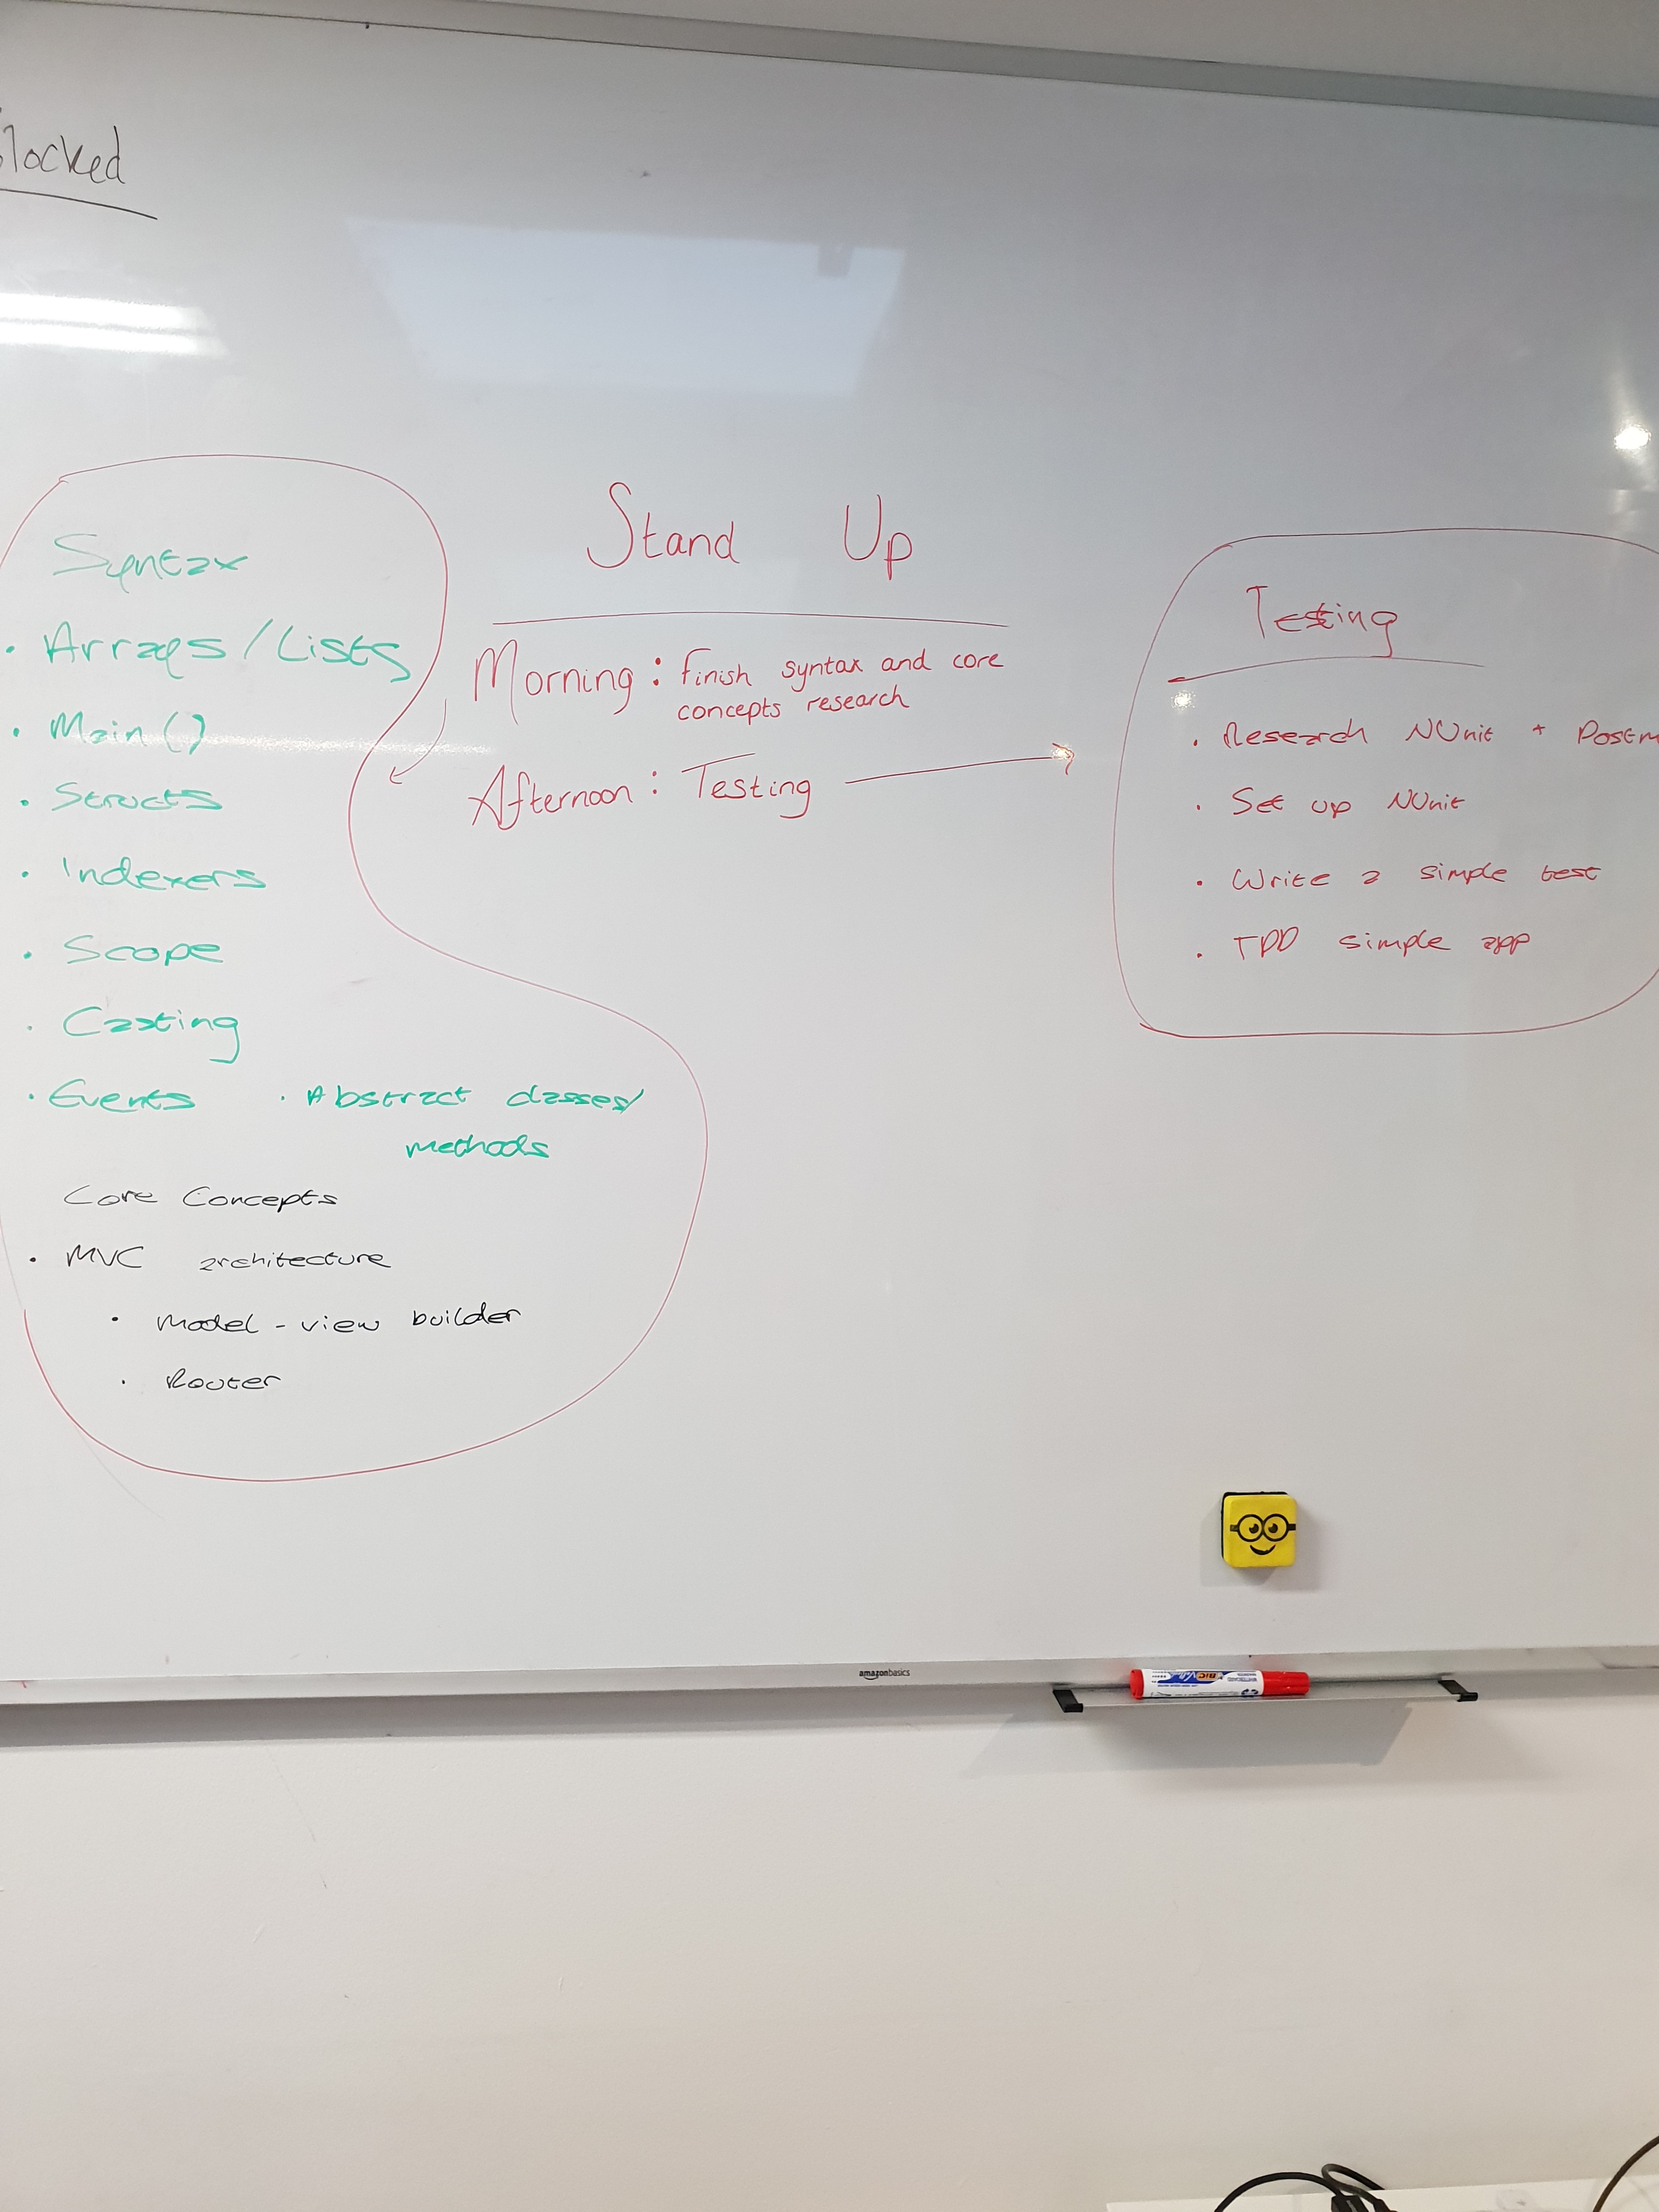 locked
Syntax
• Arrays/Lists
• Main()
• Structs
• Indexers
• Scope
• Casting
• Events • Abstract classes/
methods
Core Concepts
• MVC architecture
• Model-view builder
• Router
Stand Up
Morning: Finish syntax and core
concepts research
Afternoon: Testing
Testing
• Research NUnit + Postm
• Set up NUnit
• Write a simple test
• TDD simple app
amazonbasics
BIC